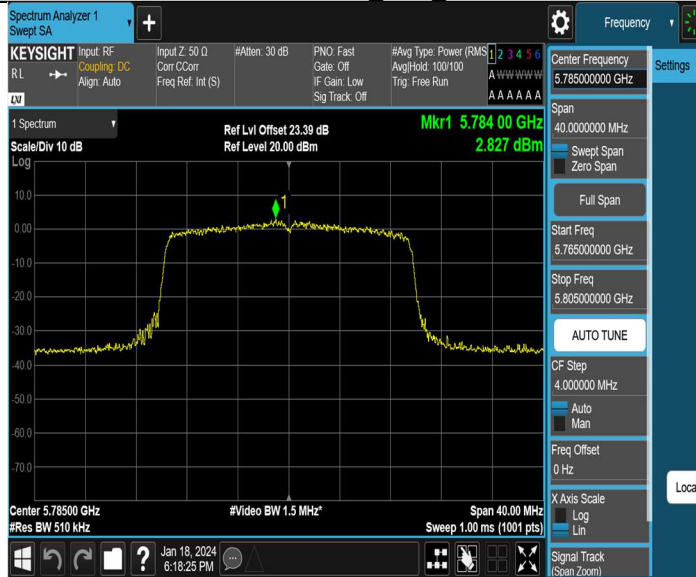 Spectrum Analyzer 1
Swept SA
+
Frequency
KEYSIGHT
RL
LXI
Input: RF
Coupling: DC
Align: Auto
Input Z: 50 Ω
Corr CCorr
Freq Ref: Int (S)
#Atten: 30 dB
PNO: Fast
Gate: Off
IF Gain: Low
Sig Track: Off
#Avg Type: Power (RMS
Avg|Hold: 100/100
Trig: Free Run
1 2 3 4 5 6
A W W W W W
A A A A A A
1 Spectrum
Scale/Div 10 dB
Log
Ref Lvl Offset 23.39 dB
Ref Level 20.00 dBm
Mkr1 5.784 00 GHz
2.827 dBm
1
10.0
0.00
-10.0
-20.0
-30.0
-40.0
-50.0
-60.0
-70.0
Center 5.78500 GHz
#Res BW 510 kHz
#Video BW 1.5 MHz*
Span 40.00 MHz
Sweep 1.00 ms (1001 pts)
?
Jan 18, 2024
6:18:25 PM
Center Frequency
5.785000000 GHz
Span
40.0000000 MHz
Swept Span
Zero Span
Full Span
Start Freq
5.765000000 GHz
Stop Freq
5.805000000 GHz
AUTO TUNE
CF Step
4.000000 MHz
Auto
Man
Freq Offset
0 Hz
X Axis Scale
Log
Lin
Signal Track
(Span Zoom)
Settings
Loca